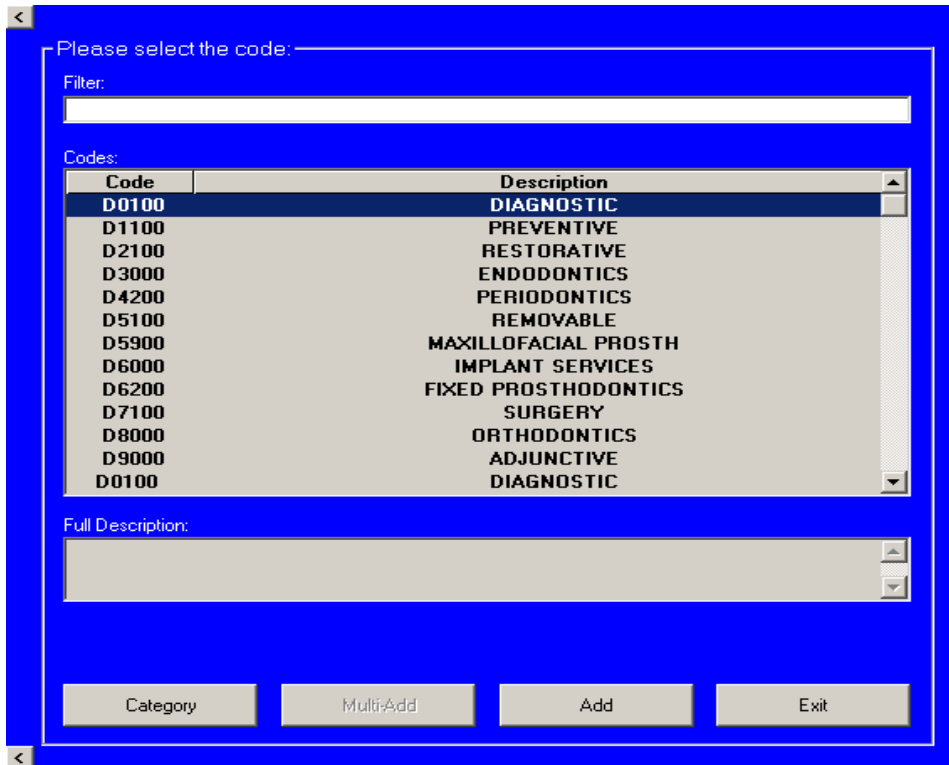 <
Please select the code:
Filter:
Codes:
Code Description
D0100 DIAGNOSTIC
D1100 PREVENTIVE
D2100 RESTORATIVE
D3000 ENDODONTICS
D4200 PERIODONTICS
D5100 REMOVABLE
D5900 MAXILLOFACIAL PROSTH
D6000 IMPLANT SERVICES
D6200 FIXED PROSTHODONTICS
D7100 SURGERY
D8000 ORTHODONTICS
D9000 ADJUNCTIVE
D0100 DIAGNOSTIC
Full Description:
Category Multi-Add Add Exit
<